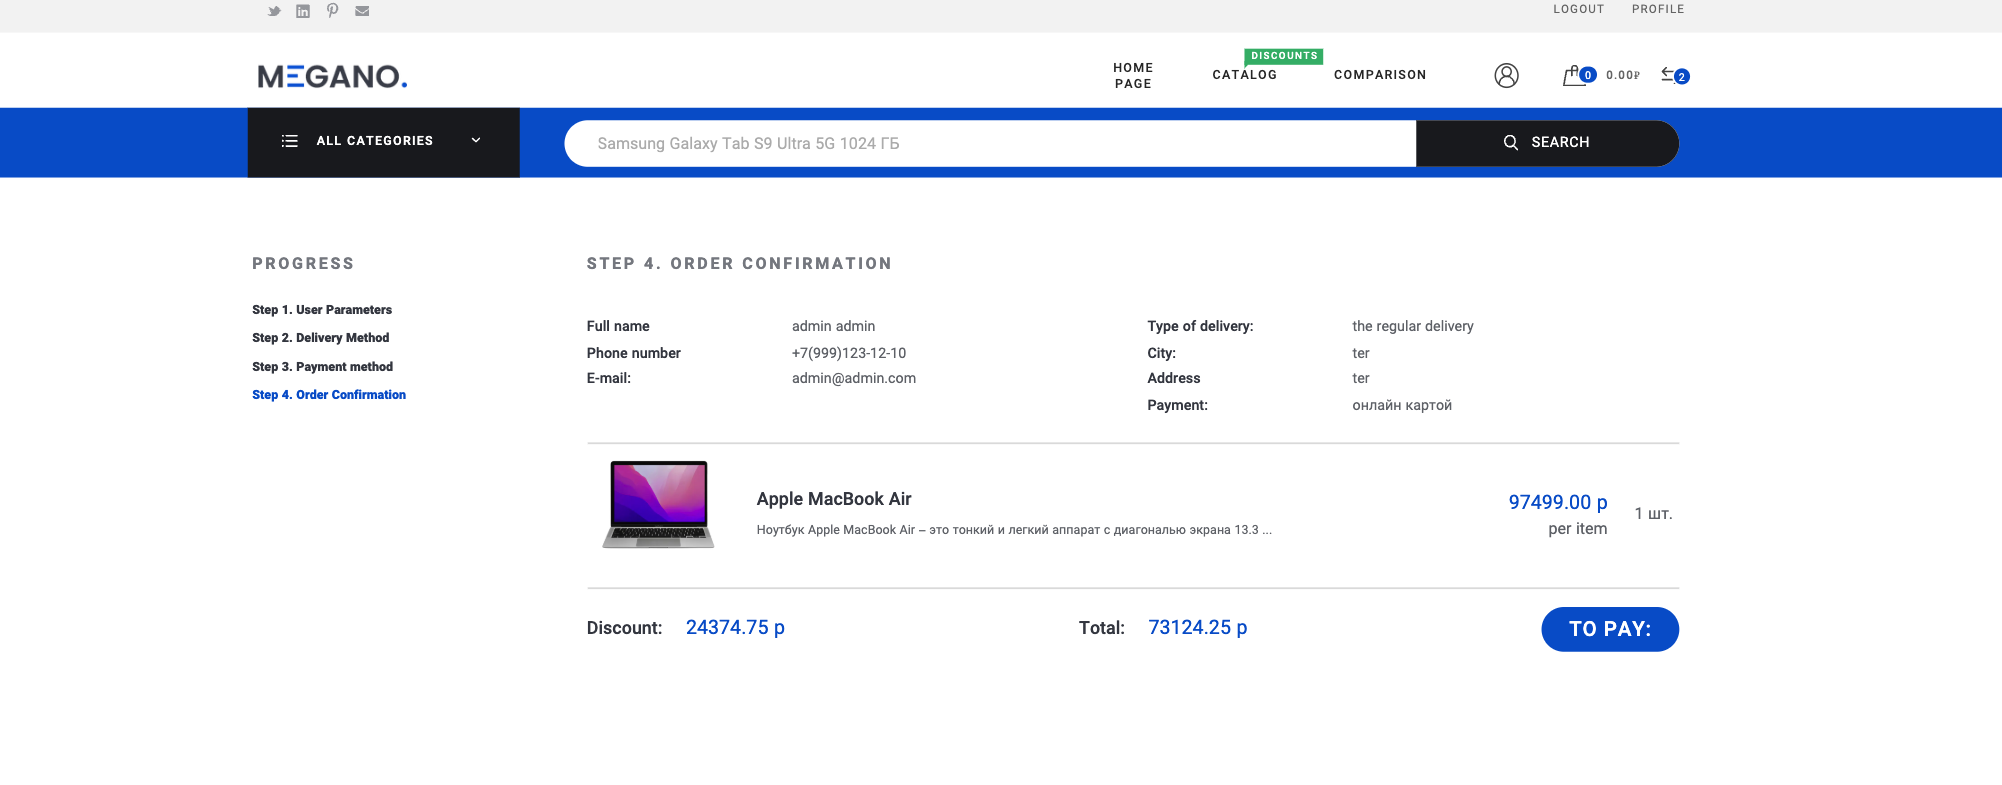 LOGOUT PROFILE
MEGANO.
HOME
PAGE
CATALOG
DISCOUNTS
COMPARISON
0
0.00₽
2
ALL CATEGORIES
Samsung Galaxy Tab S9 Ultra 5G 1024 ГБ
SEARCH
PROGRESS
Step 1. User Parameters
Step 2. Delivery Method
Step 3. Payment method
Step 4. Order Confirmation
STEP 4. ORDER CONFIRMATION
Full name admin admin
Phone number +7(999)123-12-10
E-mail: admin@admin.com
Type of delivery: the regular delivery
City: ter
Address ter
Payment: онлайн картой
Apple MacBook Air
Ноутбук Apple MacBook Air – это тонкий и легкий аппарат с диагональю экрана 13.3 ...
97499.00 р
per item
1 шт.
Discount: 24374.75 р
Total: 73124.25 р
TO PAY: